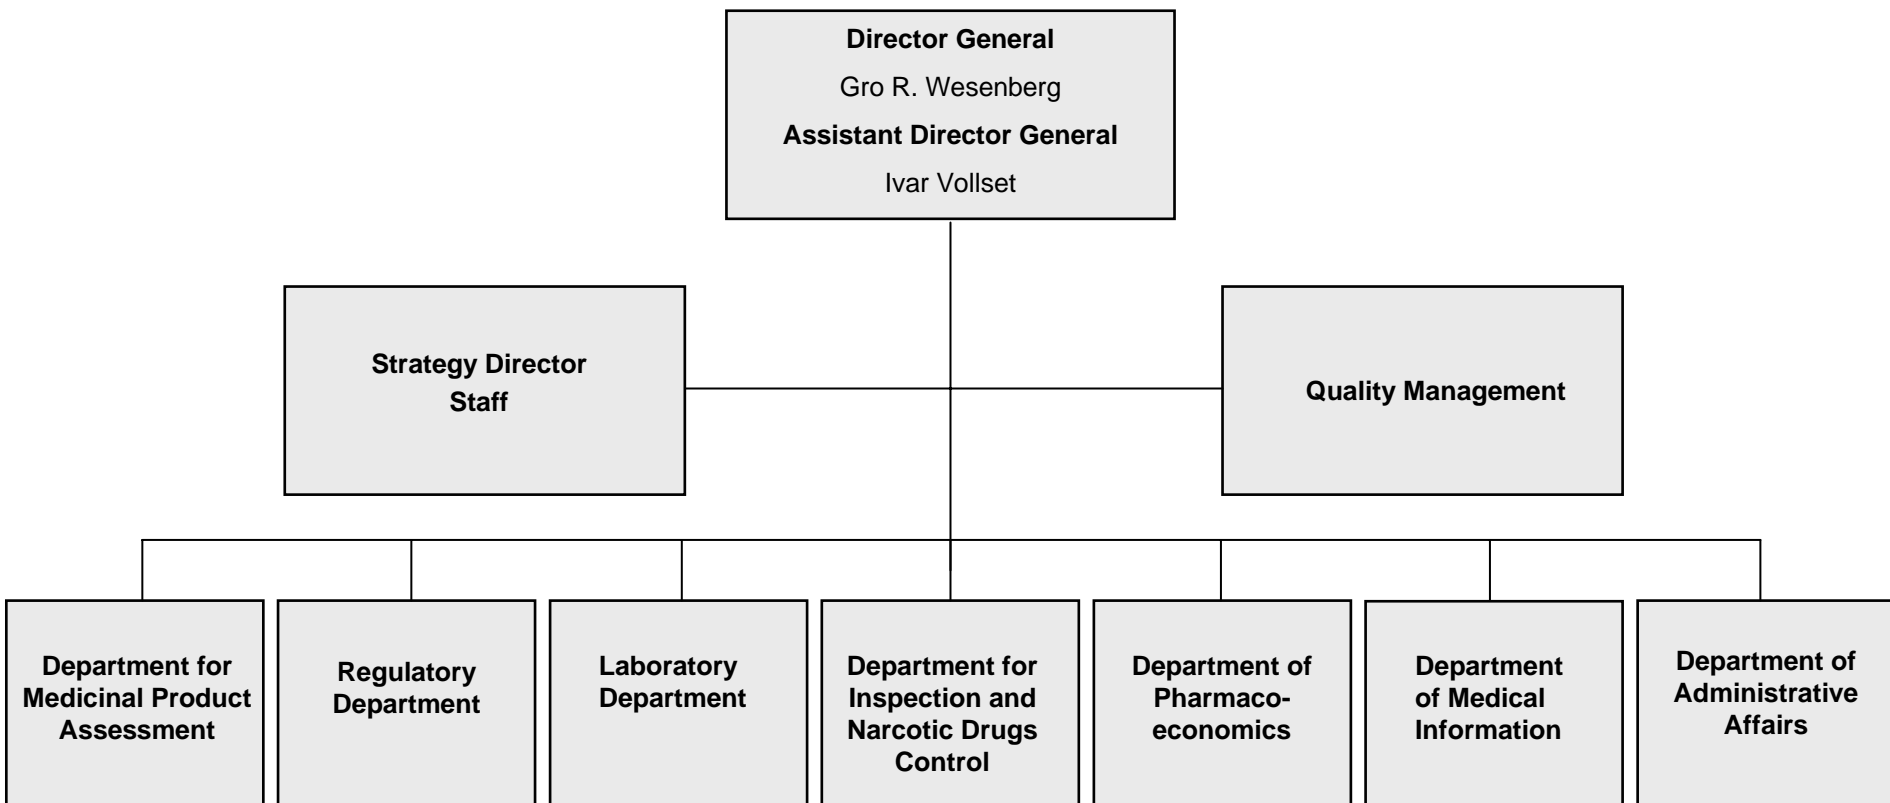 Director General
Gro R. Wesenberg
Assistant Director General
Ivar Vollset
Strategy Director
Staff
Quality Management
Department for
Medicinal Product
Assessment
Regulatory
Department
Laboratory
Department
Department for
Inspection and
Narcotic Drugs
Control
Department of
Pharmaco-
economics
Department
of Medical
Information
Department of
Administrative
Affairs